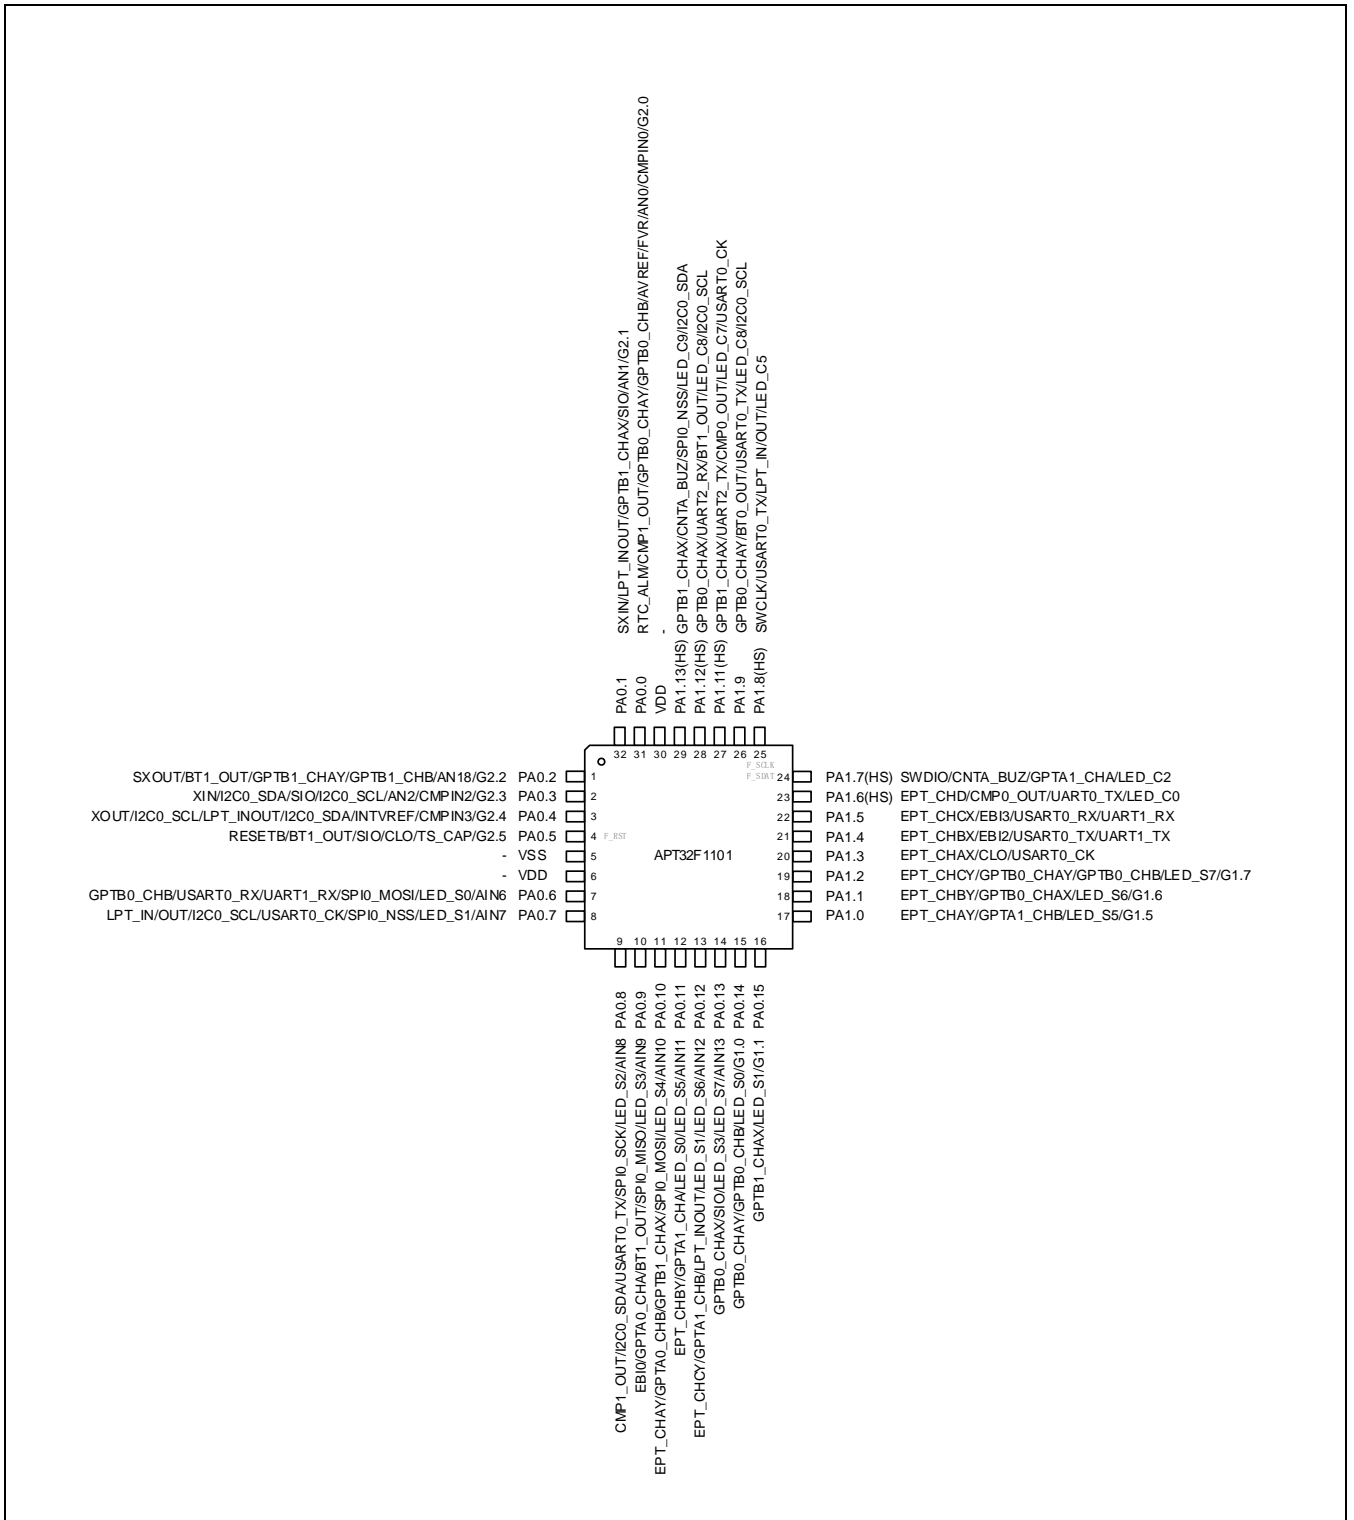 SXIN/LPT_INOUT/GPTB1_CHAX/SIO/AN1/G2.1
RTC_ALM/CMP1_OUT/GPTB0_CHAY/GPTB0_CHB/AVREF/FVR/AN0/CMPIN0/G2.0
-
GPTB1_CHAX/CNTA_BUZ/SPI0_NSS/LED_C9/I2C0_SDA
GPTB0_CHAX/UART2_RX/BT1_OUT/LED_C8/I2C0_SCL
GPTB1_CHAX/UART2_TX/CMP0_OUT/LED_C7/USART0_CK
GPTB0_CHAY/BT0_OUT/USART0_TX/LED_C8/I2C0_SCL
SWCLK/USART0_TX/LPT_IN/OUT/LED_C5
PA0.1
PA0.0
VDD
PA1.13(HS)
PA1.12(HS)
PA1.11(HS)
PA1.9
PA1.8(HS)
32 31 30 29 28 27 26 25
F_SCLK
F_SDAT
SXOUT/BT1_OUT/GPTB1_CHAY/GPTB1_CHB/AN18/G2.2 PA0.2 1
24 PA1.7(HS) SWDIO/CNTA_BUZ/GPTA1_CHA/LED_C2
XIN/I2C0_SDA/SIO/I2C0_SCL/AN2/CMPIN2/G2.3 PA0.3 2
23 PA1.6(HS) EPT_CHD/CMP0_OUT/UART0_TX/LED_C0
XOUT/I2C0_SCL/LPT_INOUT/I2C0_SDA/INTVREF/CMPIN3/G2.4 PA0.4 3
22 PA1.5 EPT_CHCX/EBI3/USART0_RX/UART1_RX
RESETB/BT1_OUT/SIO/CLO/TS_CAP/G2.5 PA0.5 4 F_RST
21 PA1.4 EPT_CHBX/EBI2/USART0_TX/UART1_TX
- VSS 5
APT32F1101
20 PA1.3 EPT_CHAX/CLO/USART0_CK
- VDD 6
19 PA1.2 EPT_CHCY/GPTB0_CHAY/GPTB0_CHB/LED_S7/G1.7
GPTB0_CHB/USART0_RX/UART1_RX/SPI0_MOSI/LED_S0/AIN6 PA0.6 7
18 PA1.1 EPT_CHBY/GPTB0_CHAX/LED_S6/G1.6
LPT_IN/OUT/I2C0_SCL/USART0_CK/SPI0_NSS/LED_S1/AIN7 PA0.7 8
17 PA1.0 EPT_CHAY/GPTA1_CHB/LED_S5/G1.5
9 10 11 12 13 14 15 16
CMP1_OUT/I2C0_SDA/USART0_TX/SPI0_SCK/LED_S2/AIN8 PA0.8
EBI0/GPTA0_CHA/BT1_OUT/SPI0_MISO/LED_S3/AIN9 PA0.9
EPT_CHAY/GPTA0_CHB/GPTB1_CHAX/SPI0_MOSI/LED_S4/AIN10 PA0.10
EPT_CHBY/GPTA1_CHA/LED_S0/LED_S5/AIN11 PA0.11
EPT_CHCY/GPTA1_CHB/LPT_INOUT/LED_S1/LED_S6/AIN12 PA0.12
GPTB0_CHAX/SIO/LED_S3/LED_S7/AIN13 PA0.13
GPTB0_CHAY/GPTB0_CHB/LED_S0/G1.0 PA0.14
GPTB1_CHAX/LED_S1/G1.1 PA0.15